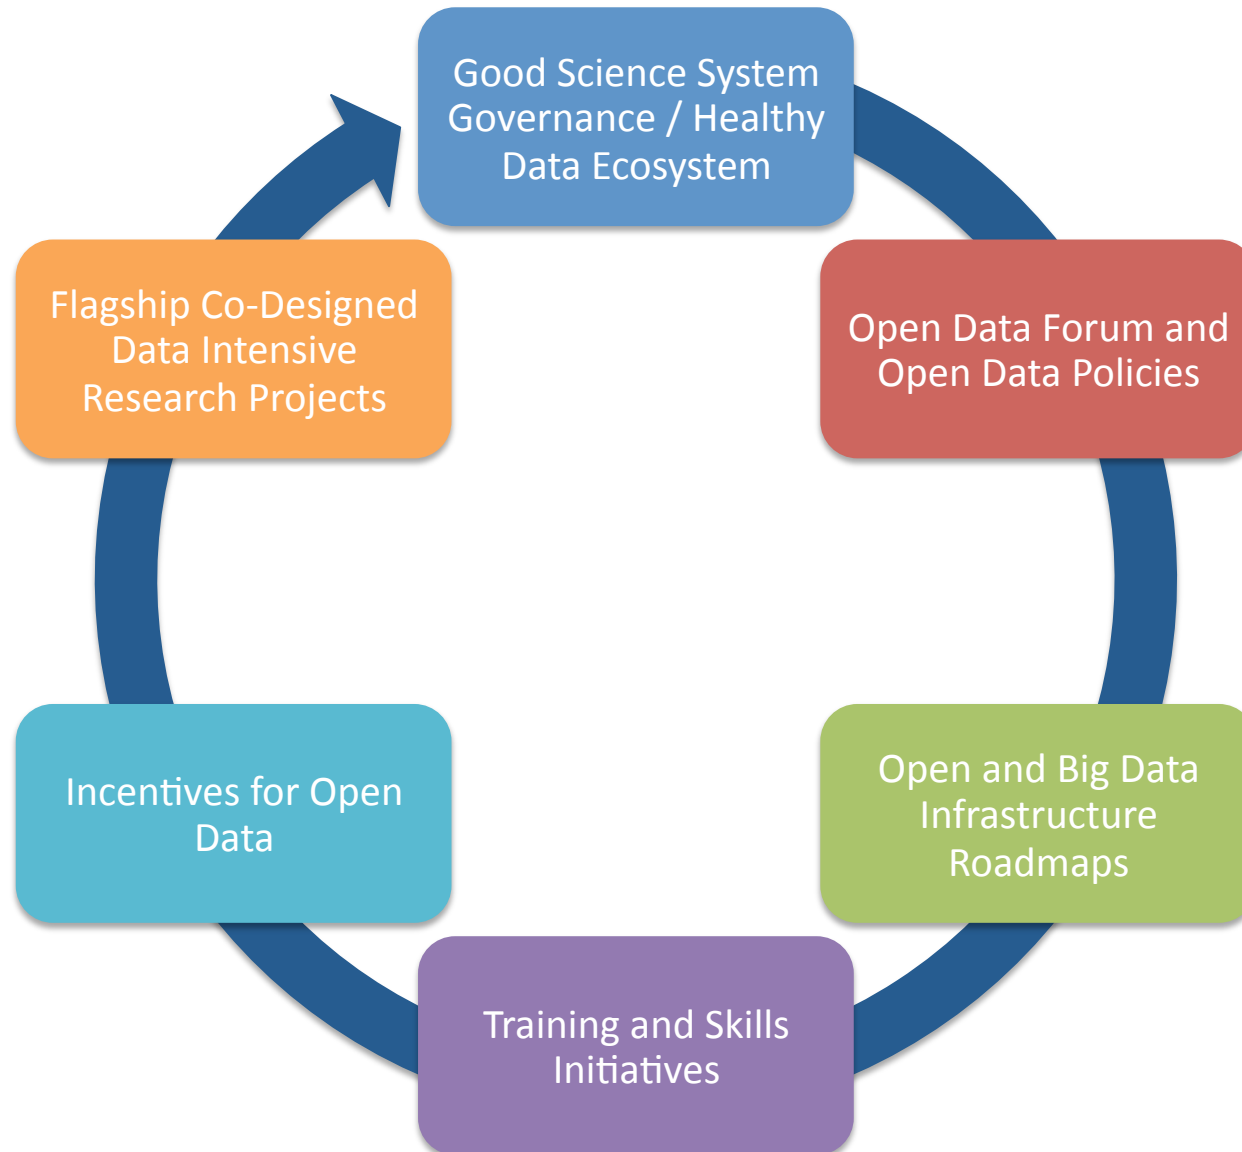 Good Science System
Governance / Healthy
Data Ecosystem
Open Data Forum and
Open Data Policies
Open and Big Data
Infrastructure
Roadmaps
Training and Skills
Initiatives
Incentives for Open
Data
Flagship Co-Designed
Data Intensive
Research Projects